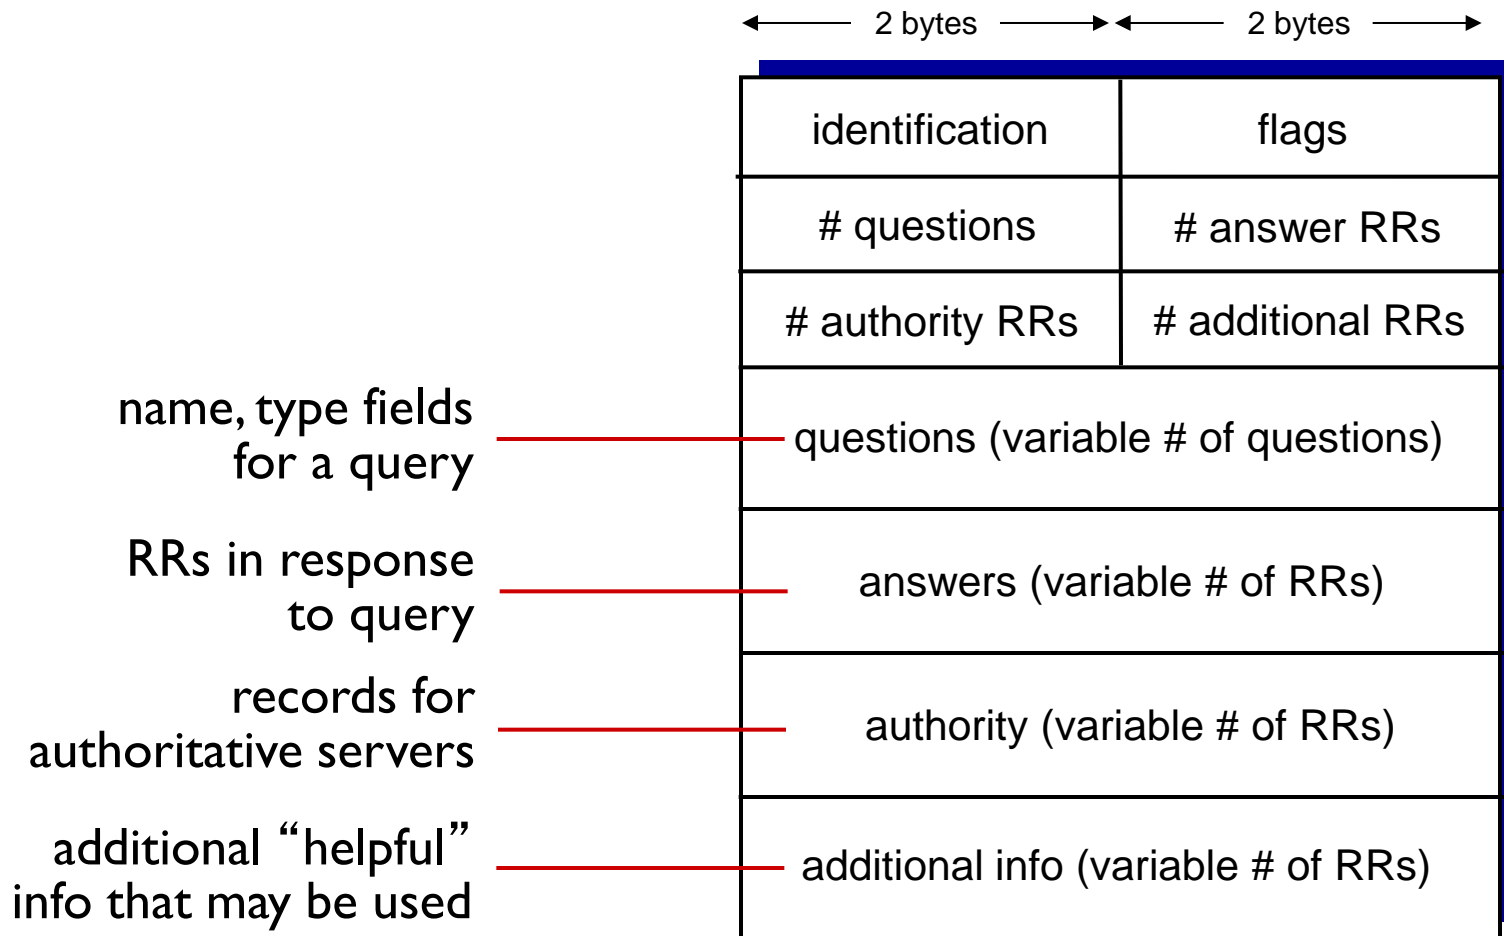 2 bytes 2 bytes
identification flags
# questions # answer RRs
# authority RRs # additional RRs
name, type fields
for a query
questions (variable # of questions)
RRs in response
to query
answers (variable # of RRs)
records for
authoritative servers
authority (variable # of RRs)
additional “helpful”
info that may be used
additional info (variable # of RRs)